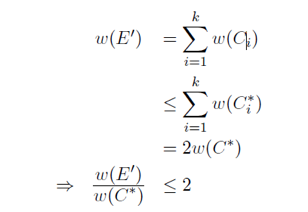 w(E′) = ∑_{i=1}^{k} w(C_i)
≤ ∑_{i=1}^{k} w(C_i^*)
= 2w(C^*)
⇒ w(E′)/w(C^*) ≤ 2